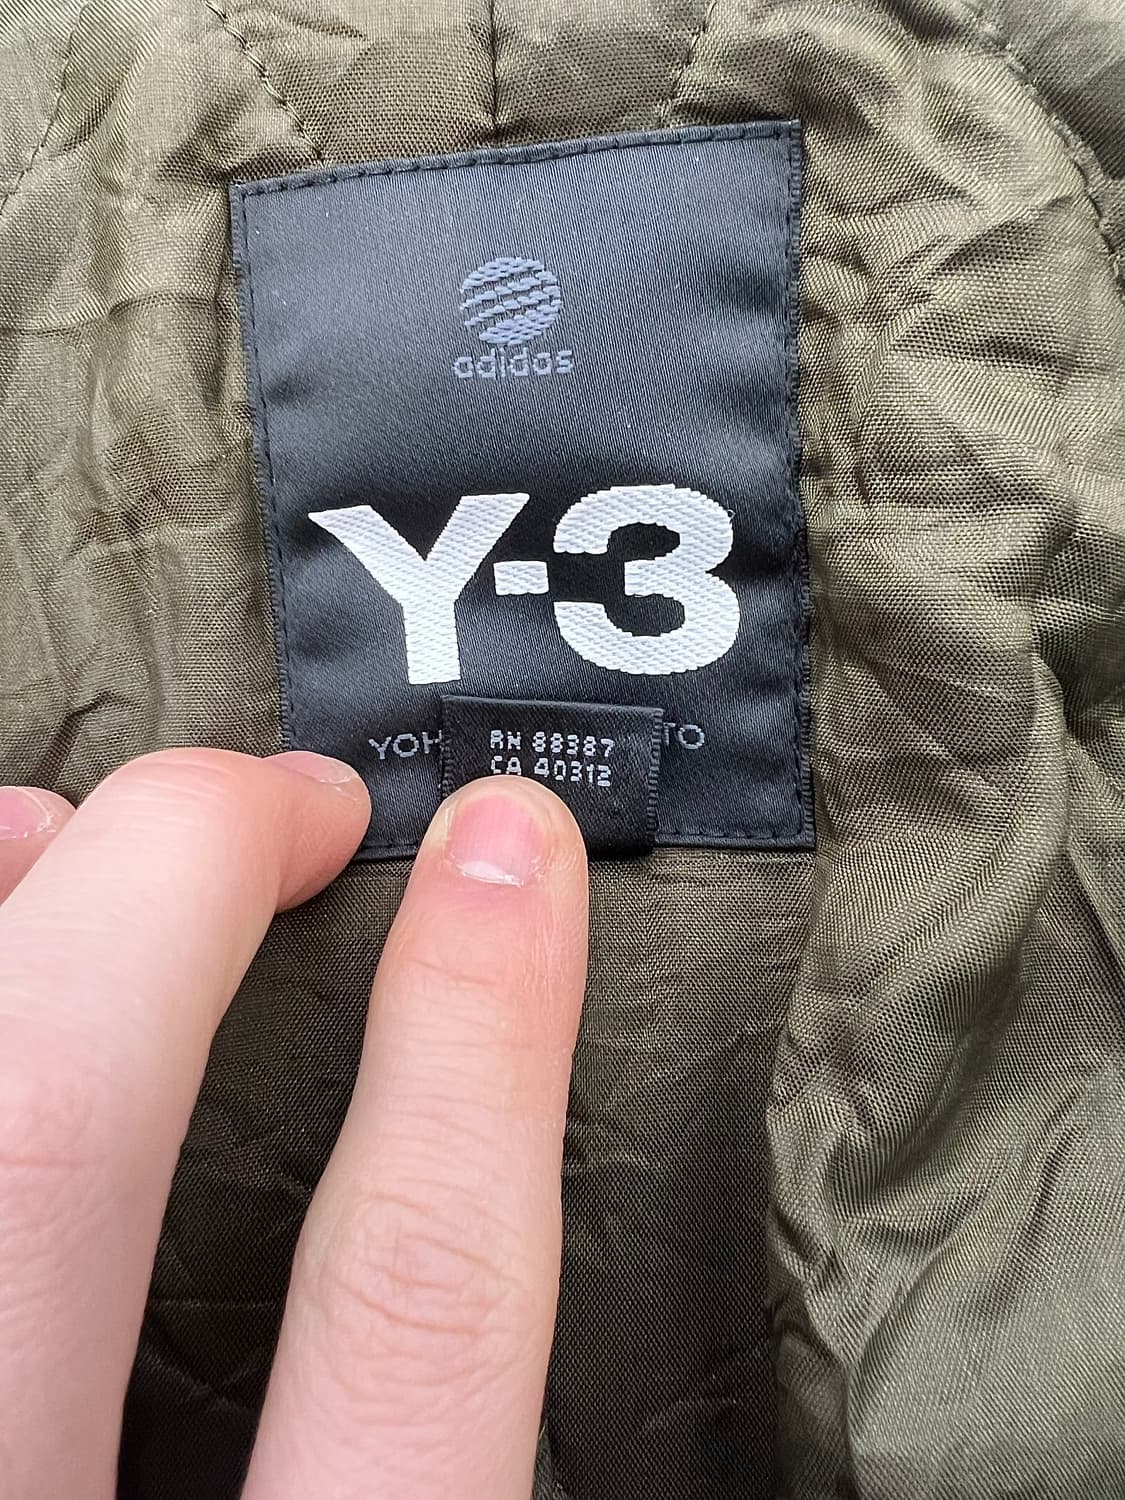 adidas
Y-3
YOH TO
RN 88387
CA 40312